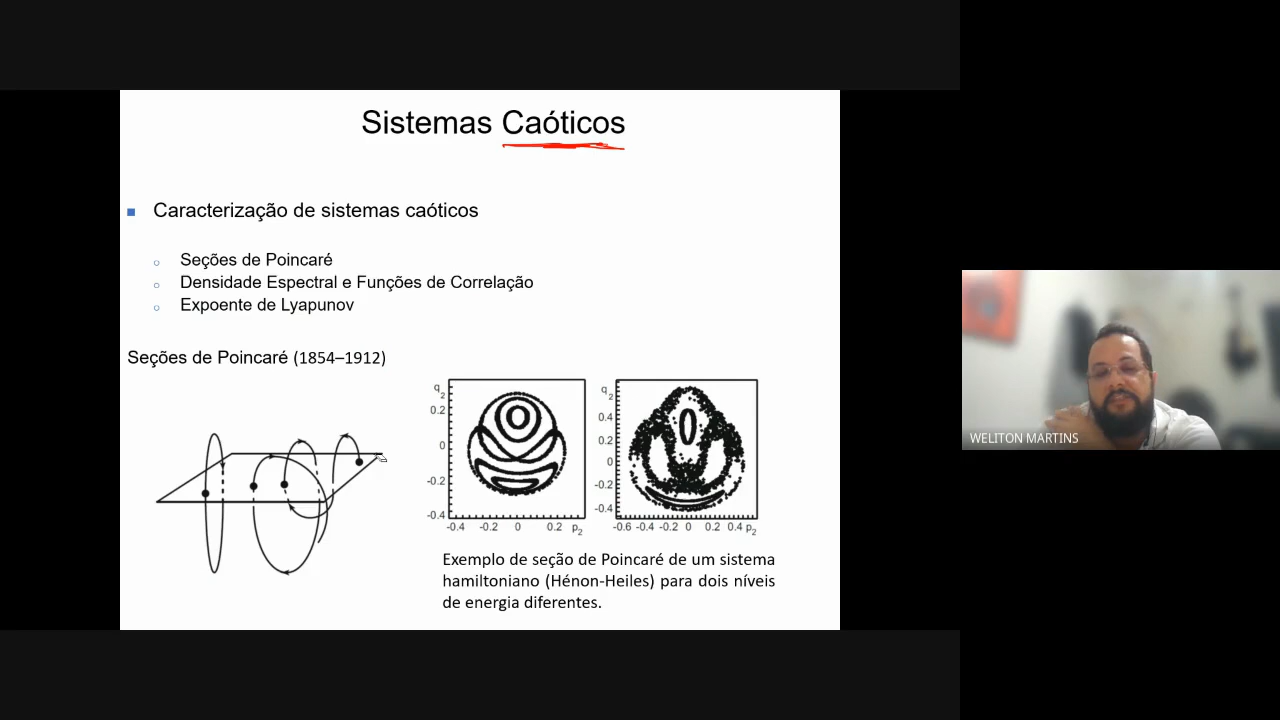 Sistemas Caóticos
Caracterização de sistemas caóticos
Seções de Poincaré
Densidade Espectral e Funções de Correlação
Expoente de Lyapunov
Seções de Poincaré (1854–1912)
q2
0.2
0
-0.2
-0.4
-0.4 -0.2 0 0.2 p2
q2
0.4
0.2
0
-0.2
-0.4
-0.6 -0.4 -0.2 0 0.2 0.4 p2
Exemplo de seção de Poincaré de um sistema
hamiltoniano (Hénon-Heiles) para dois níveis
de energia diferentes.
WELITON MARTINS